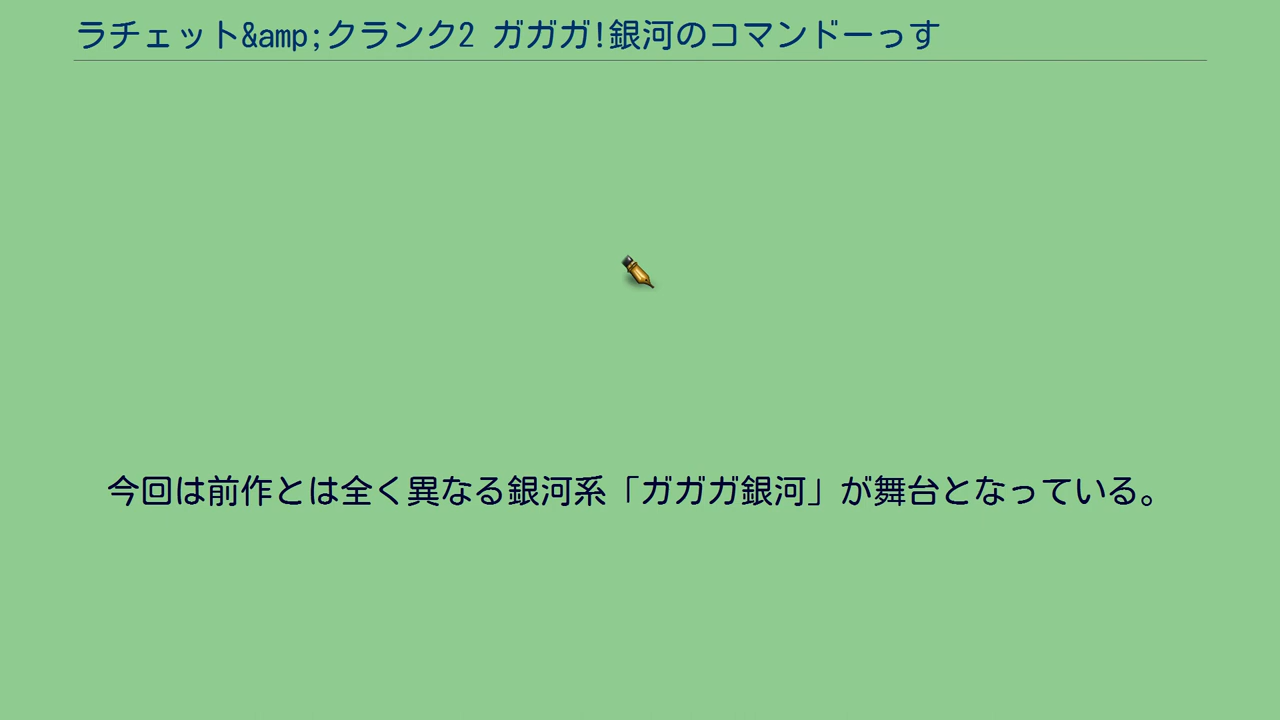 ラチェット&amp;クランク2 ガガガ!銀河のコマンドーっす
今回は前作とは全く異なる銀河系「ガガガ銀河」が舞台となっている。